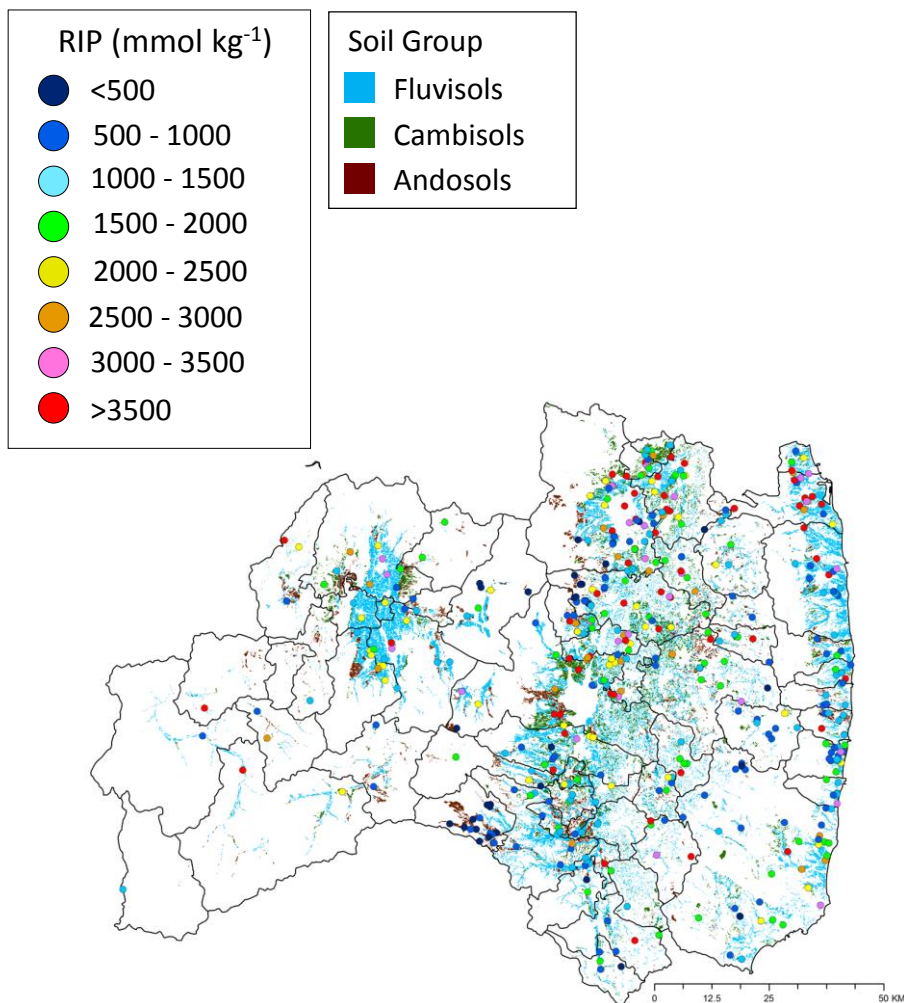 RIP (mmol kg-1)
<500
500 - 1000
1000 - 1500
1500 - 2000
2000 - 2500
2500 - 3000
3000 - 3500
>3500
Soil Group
Fluvisols
Cambisols
Andosols
0 12.5 25 50 KM